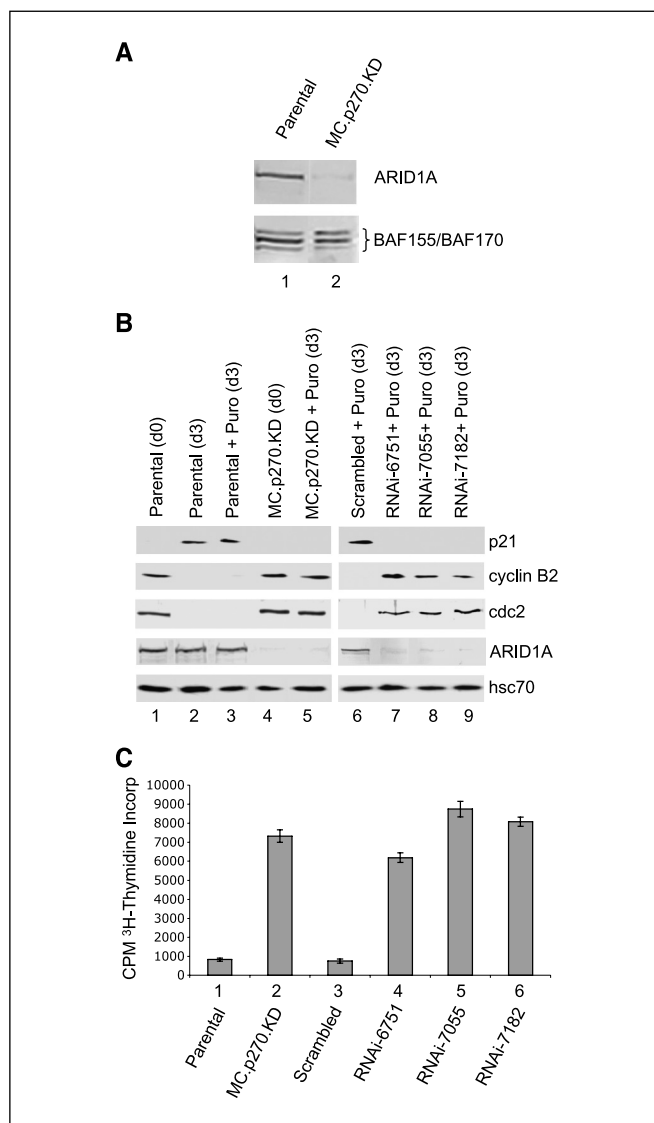 A
Parental
MC.p270.KD
ARID1A
BAF155/BAF170
1 2
B
Parental (d0)
Parental (d3)
Parental + Puro (d3)
MC.p270.KD (d0)
MC.p270.KD + Puro (d3)
Scrambled + Puro (d3)
RNAi-6751+ Puro (d3)
RNAi-7055+ Puro (d3)
RNAi-7182+ Puro (d3)
p21
cyclin B2
cdc2
ARID1A
hsc70
1 2 3 4 5 6 7 8 9
C
CPM ³H-Thymidine Incorp
10000
9000
8000
7000
6000
5000
4000
3000
2000
1000
0
1 2 3 4 5 6
Parental
MC.p270.KD
Scrambled
RNAi-6751
RNAi-7055
RNAi-7182